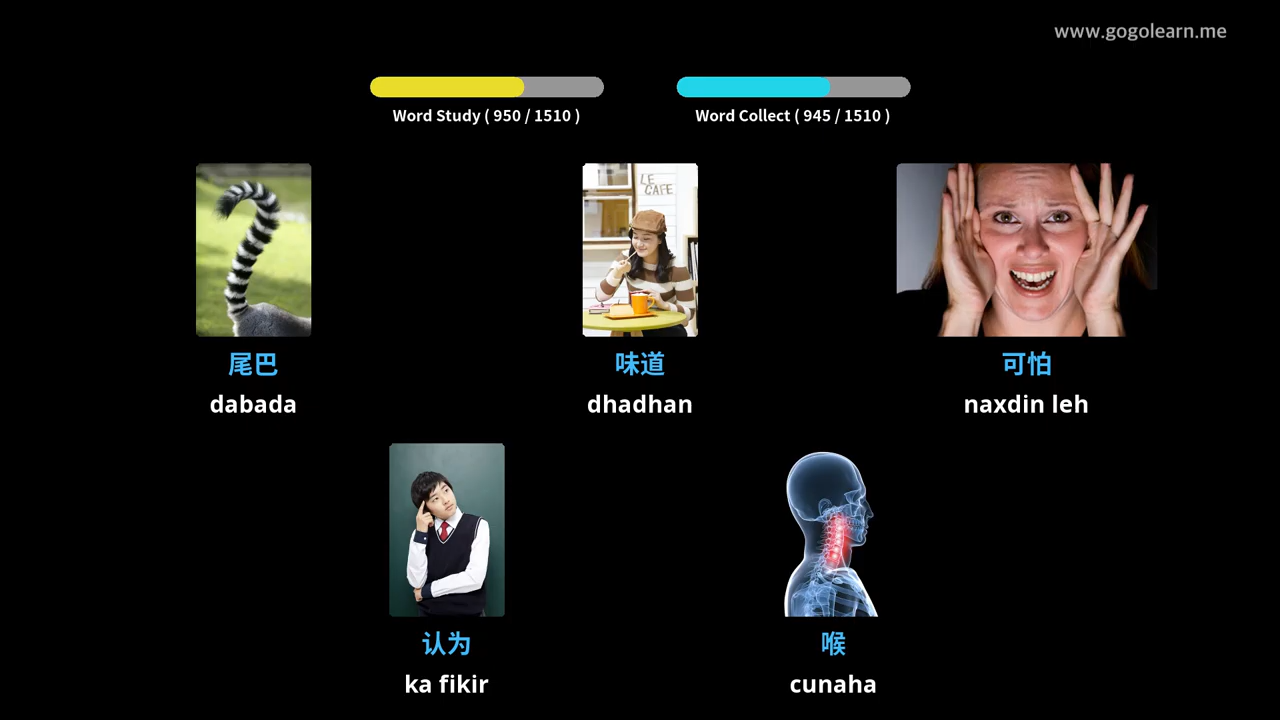 www.gogolearn.me
Word Study ( 950 / 1510 )
Word Collect ( 945 / 1510 )
LE
CAFE
尾巴
味道
可怕
dabada
dhadhan
naxdin leh
认为
喉
ka fikir
cunaha